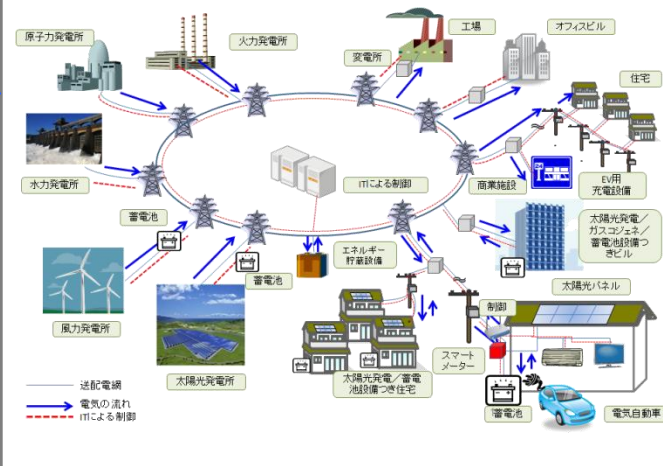 原子力発電所
火力発電所
変電所
工場
オフィスビル
住宅
水力発電所
ITによる制御
商業施設
EV用
充電設備
蓄電池
太陽光発電／
ガスコジェネ／
蓄電池設備つ
きビル
エネルギー
貯蔵設備
蓄電池
太陽光パネル
風力発電所
制御
太陽光発電所
太陽光発電／蓄電
池設備つき住宅
スマート
メーター
蓄電池
電気自動車
送配電網
電気の流れ
ITによる制御